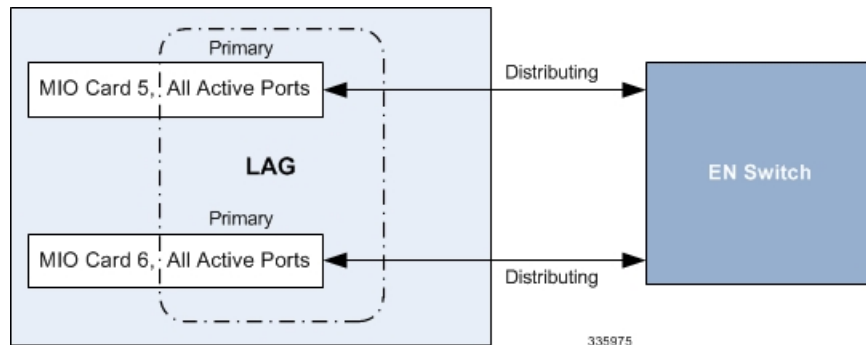 Primary
MIO Card 5, All Active Ports
Distributing
LAG
EN Switch
Primary
MIO Card 6, All Active Ports
Distributing
335975